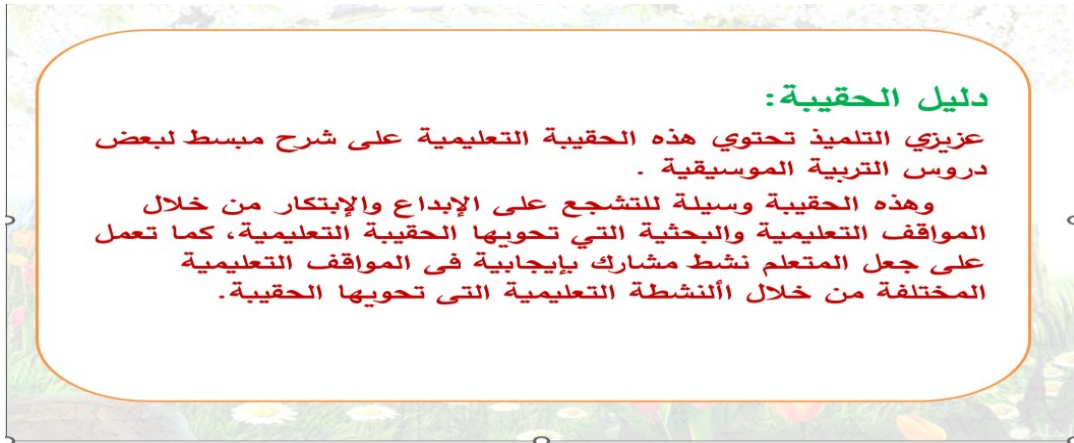 دليل الحقيبة:
عزيزي التلميذ تحتوي هذه الحقيبة التعليمية على شرح مبسط لبعض
دروس التربية الموسيقية .
وهذه الحقيبة وسيلة للتشجع على الإبداع والإبتكار من خلال
المواقف التعليمية والبحثية التي تحويها الحقيبة التعليمية، كما تعمل
على جعل المتعلم نشط مشارك بإيجابية فى المواقف التعليمية
المختلفة من خلال األنشطة التعليمية التى تحويها الحقيبة.